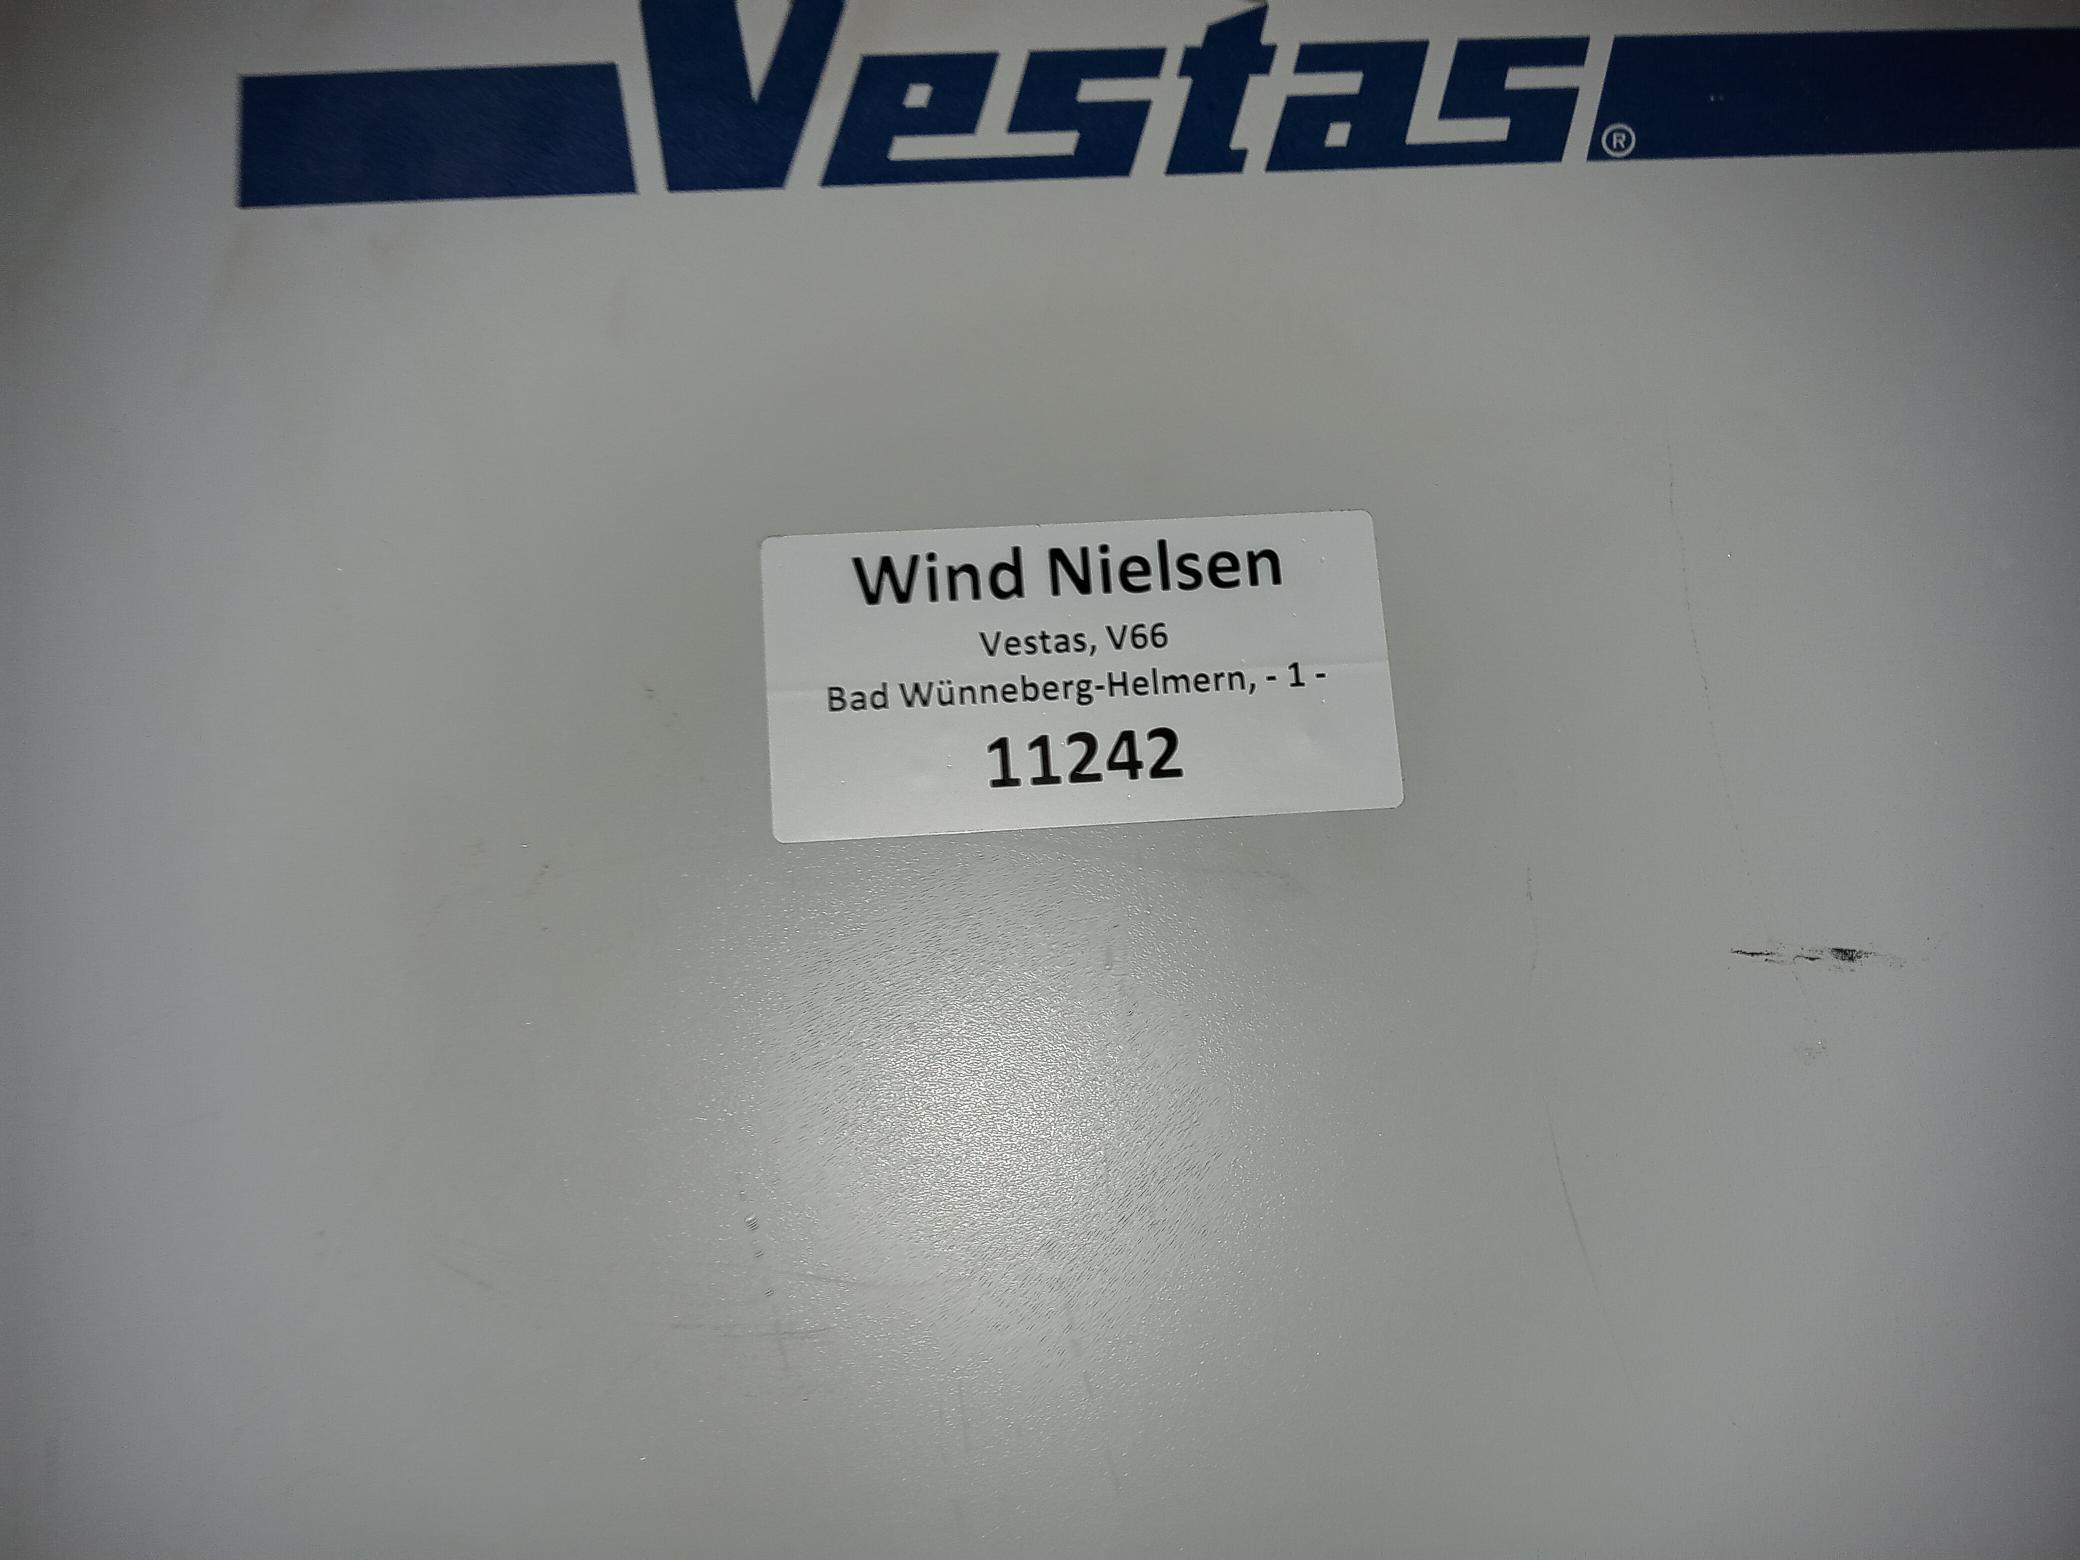 Vestas®
Wind Nielsen
Vestas, V66
Bad Wünneberg-Helmern, - 1 -
11242